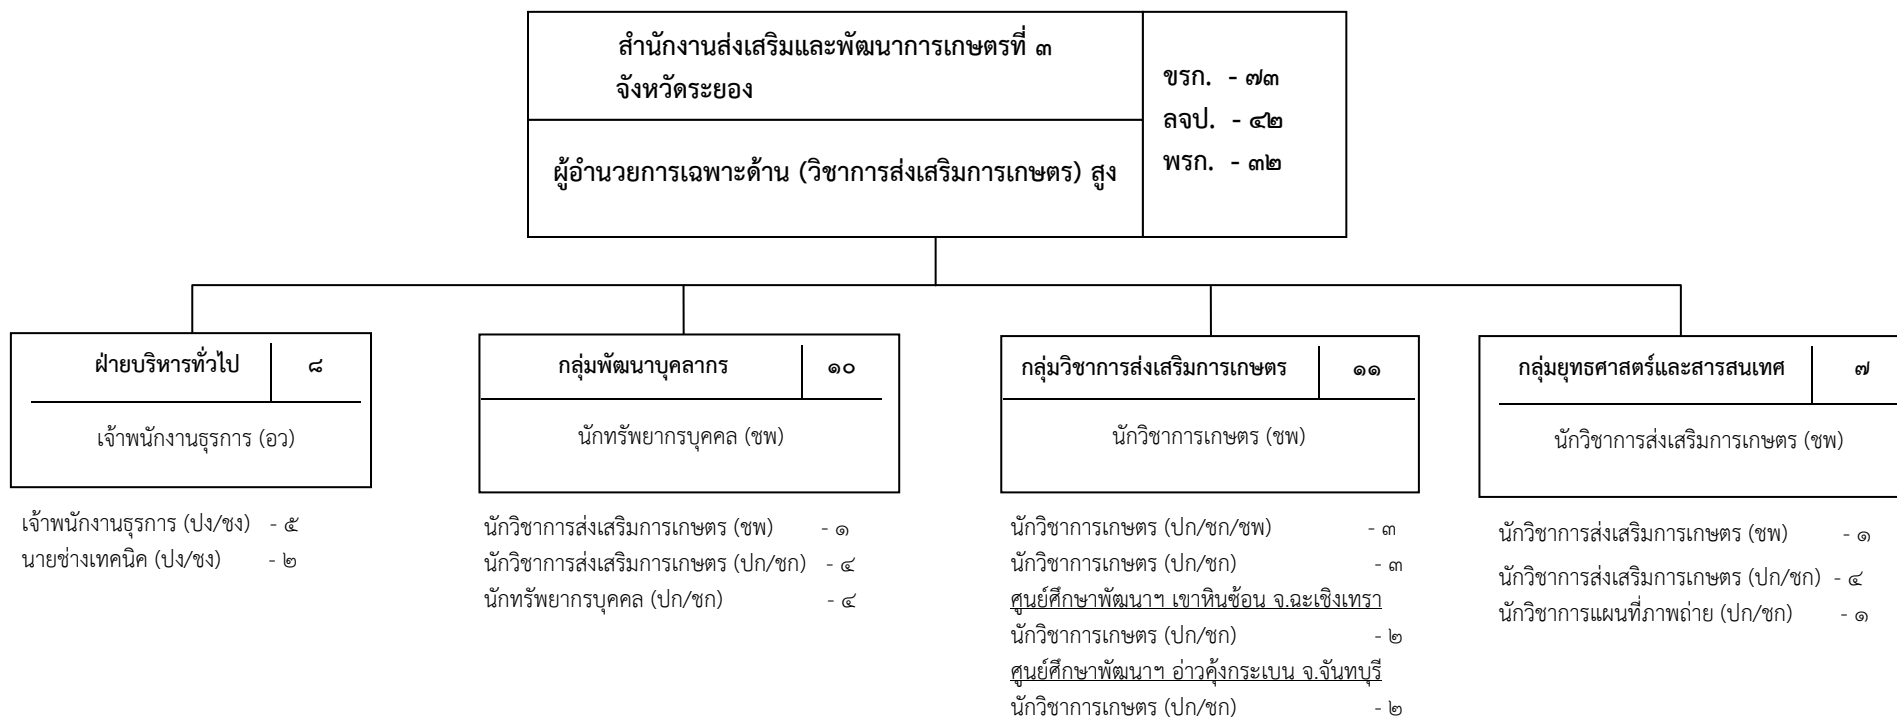 สำนักงานส่งเสริมและพัฒนาการเกษตรที่ ๓
จังหวัดระยอง
ผู้อำนวยการเฉพาะด้าน (วิชาการส่งเสริมการเกษตร) สูง
ขรก. - ๗๓
ลจป. - ๔๒
พรก. - ๓๒
ฝ่ายบริหารทั่วไป ๘
เจ้าพนักงานธุรการ (อว)
เจ้าพนักงานธุรการ (ปง/ชง) - ๕
นายช่างเทคนิค (ปง/ชง) - ๒
กลุ่มพัฒนาบุคลากร ๑๐
นักทรัพยากรบุคคล (ชพ)
นักวิชาการส่งเสริมการเกษตร (ชพ) - ๑
นักวิชาการส่งเสริมการเกษตร (ปก/ชก) - ๔
นักทรัพยากรบุคคล (ปก/ชก) - ๔
กลุ่มวิชาการส่งเสริมการเกษตร ๑๑
นักวิชาการเกษตร (ชพ)
นักวิชาการเกษตร (ปก/ชก/ชพ) - ๓
นักวิชาการเกษตร (ปก/ชก) - ๓
ศูนย์ศึกษาพัฒนาฯ เขาหินซ้อน จ.ฉะเชิงเทรา
นักวิชาการเกษตร (ปก/ชก) - ๒
ศูนย์ศึกษาพัฒนาฯ อ่าวคุ้งกระเบน จ.จันทบุรี
นักวิชาการเกษตร (ปก/ชก) - ๒
กลุ่มยุทธศาสตร์และสารสนเทศ ๗
นักวิชาการส่งเสริมการเกษตร (ชพ)
นักวิชาการส่งเสริมการเกษตร (ชพ) - ๑
นักวิชาการส่งเสริมการเกษตร (ปก/ชก) - ๔
นักวิชาการแผนที่ภาพถ่าย (ปก/ชก) - ๑